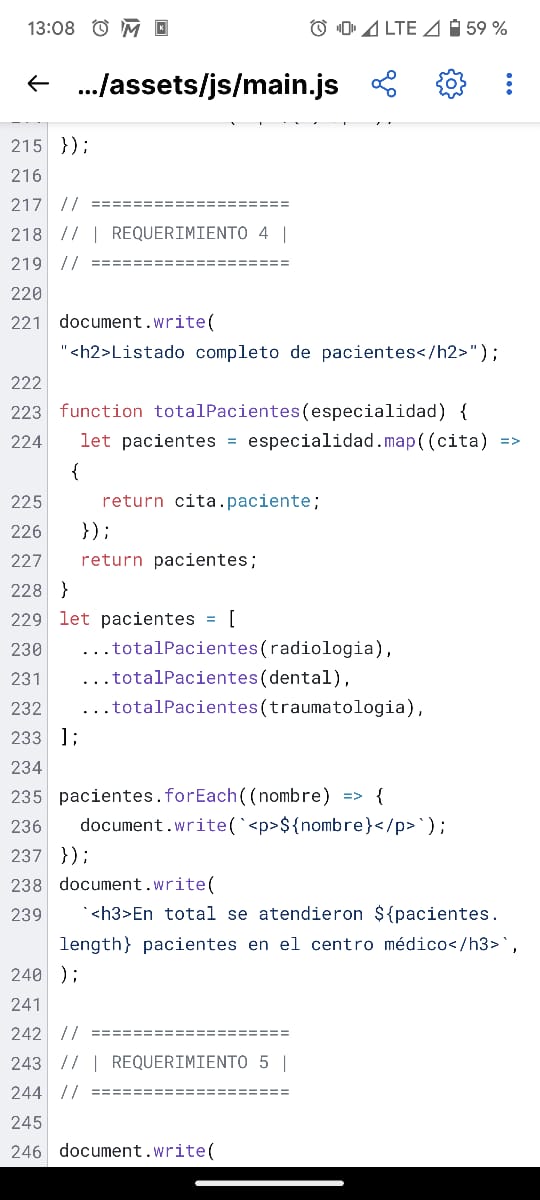 13:08 LTE 59 %
.../assets/js/main.js
215 });
216
217 // ===================
218 // | REQUERIMIENTO 4 |
219 // ===================
220
221 document.write(
"<h2>Listado completo de pacientes</h2>");
222
223 function totalPacientes(especialidad) {
224   let pacientes = especialidad.map((cita) =>
 {
225     return cita.paciente;
226   });
227   return pacientes;
228 }
229 let pacientes = [
230   ...totalPacientes(radiologia),
231   ...totalPacientes(dental),
232   ...totalPacientes(traumatologia),
233 ];
234
235 pacientes.forEach((nombre) => {
236   document.write(`<p>${nombre}</p>`);
237 });
238 document.write(
239   `<h3>En total se atendieron ${pacientes.
length} pacientes en el centro médico</h3>`,
240 );
241
242 // ===================
243 // | REQUERIMIENTO 5 |
244 // ===================
245
246 document.write(